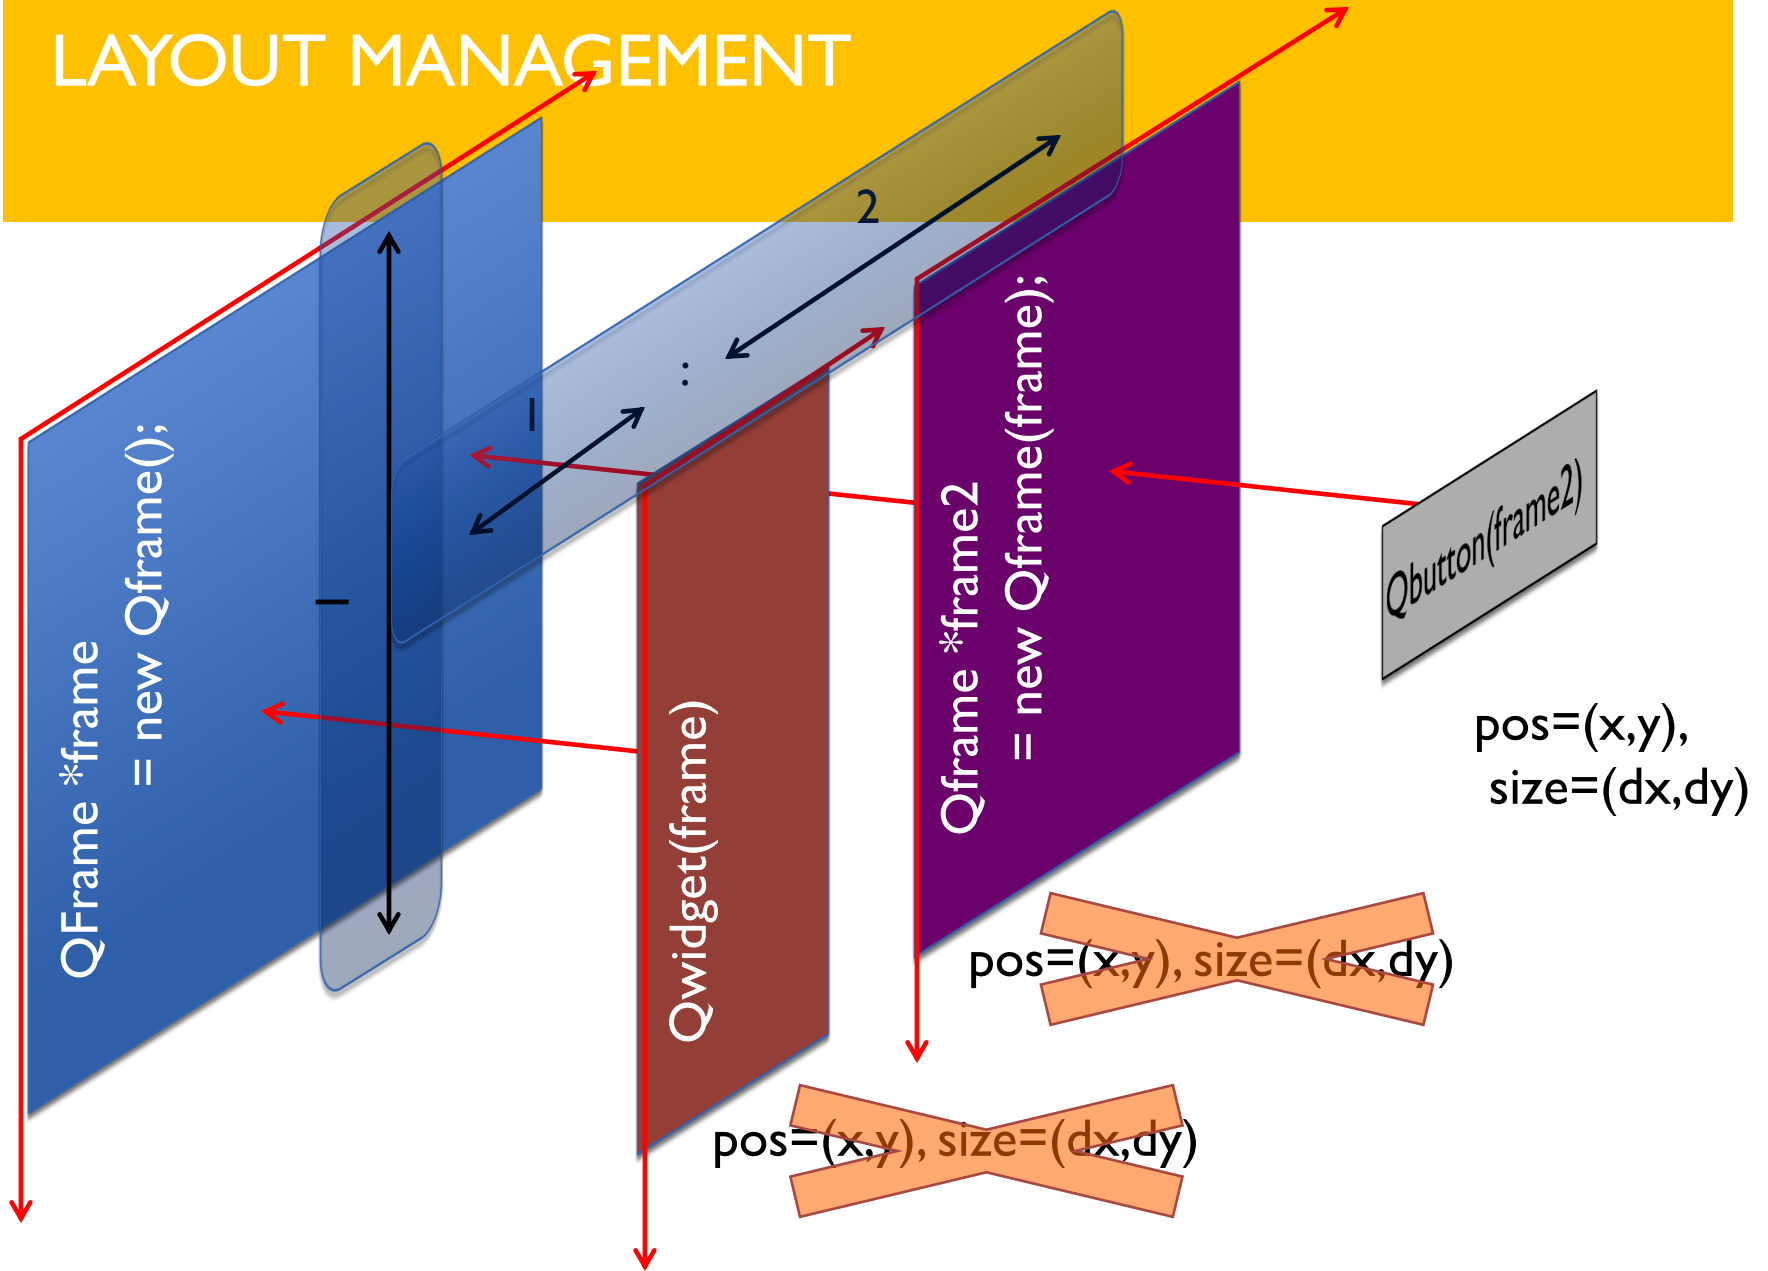 LAYOUT MANAGEMENT
QFrame *frame
= new Qframe();
1
1
:
2
Qwidget(frame)
Qframe *frame2
= new Qframe(frame);
Qbutton(frame2)
pos=(x,y),
size=(dx,dy)
pos=(x,y), size=(dx,dy)
pos=(x,y), size=(dx,dy)